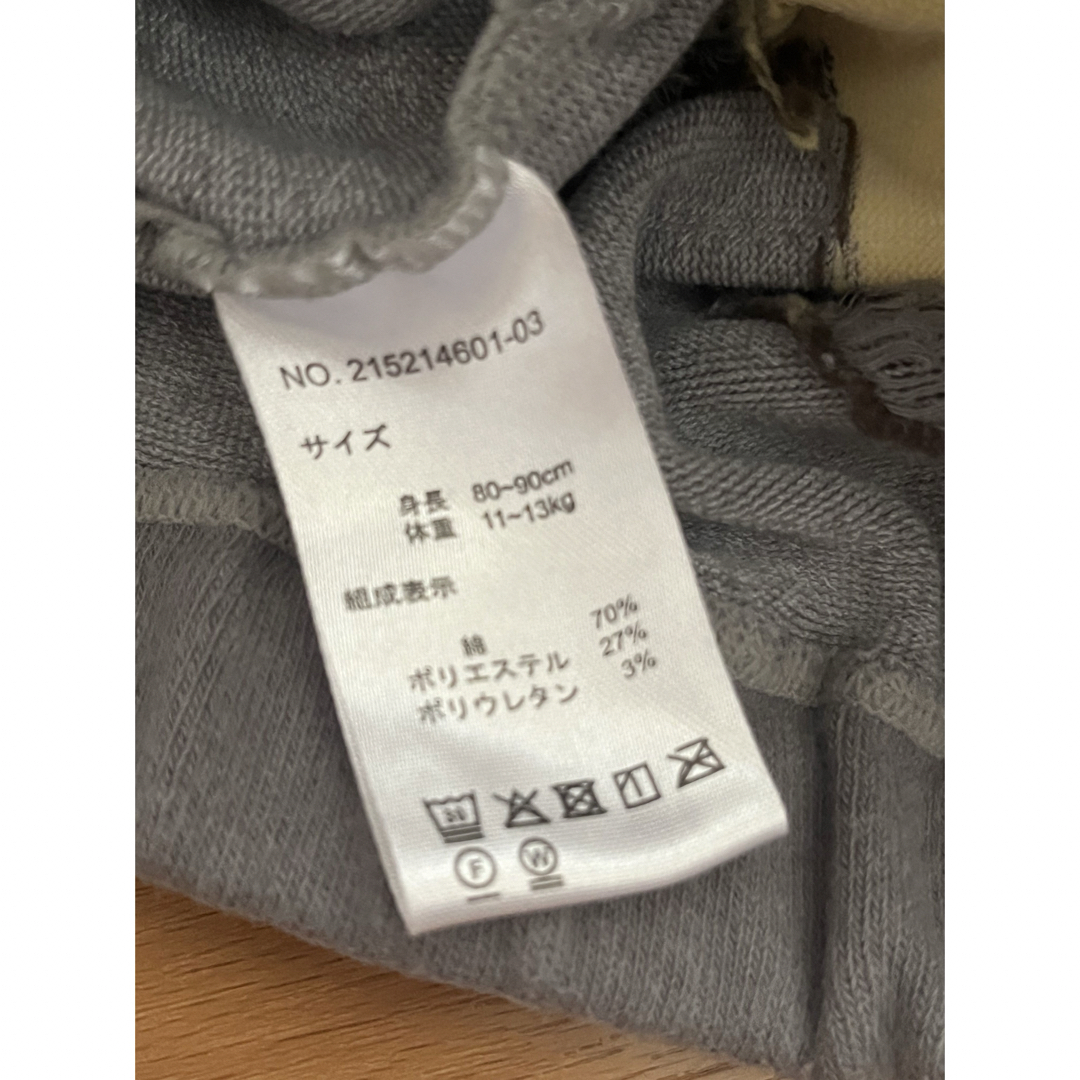 NO. 215214601-03
サイズ
身長 80~90cm
体重 11~13kg
組成表示
綿 70%
ポリエステル 27%
ポリウレタン 3%
30
F W